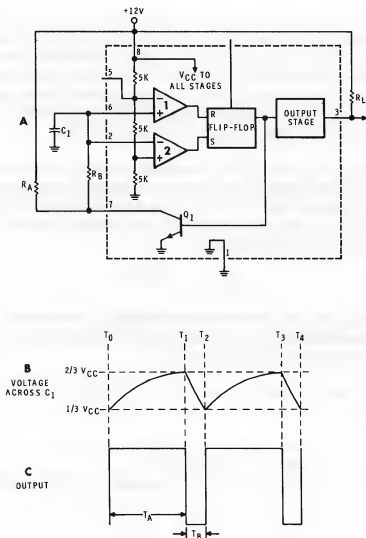 +12V
8
VCC TO
ALL STAGES
5K
5
6
1
5K
2
2
5K
R
FLIP-FLOP
S
OUTPUT
STAGE
3
RL
A
C1
RB
RA
7
Q1
1
T0
T1
T2
T3
T4
B
VOLTAGE
ACROSS C1
2/3 VCC
1/3 VCC
C
OUTPUT
TA
TB